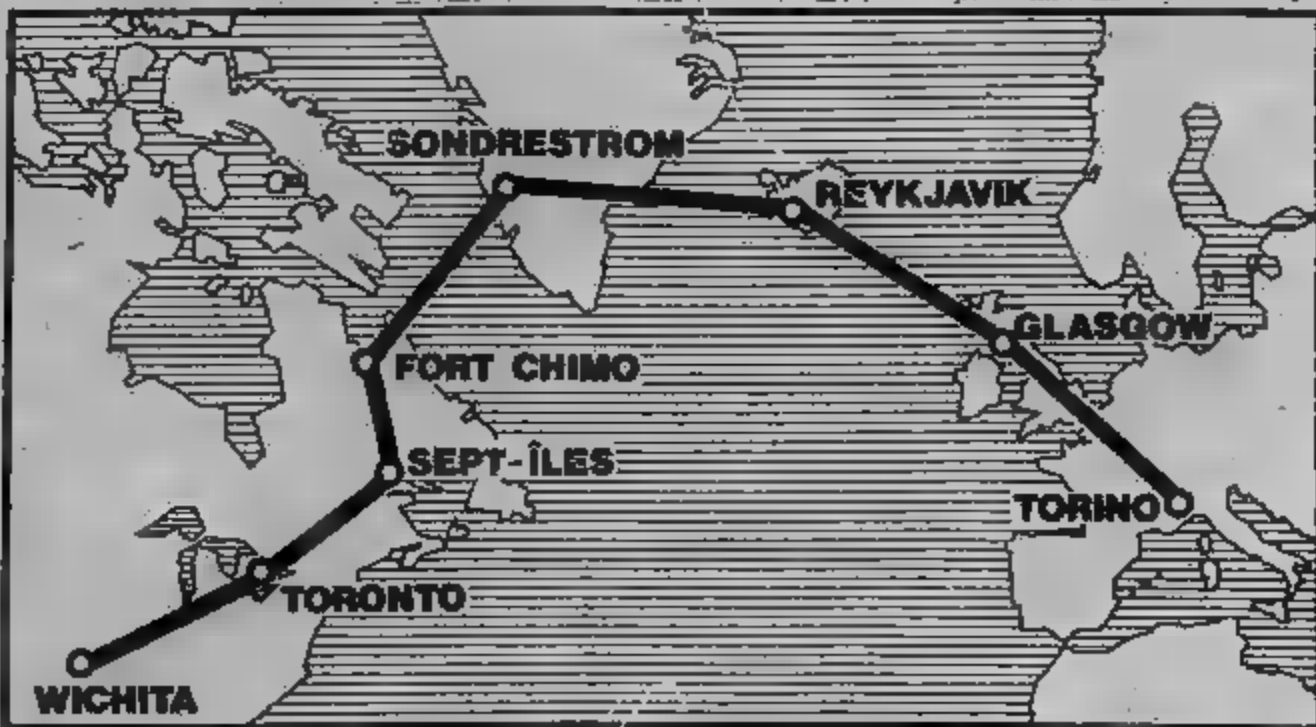 SONDRESTROM
REYKJAVIK
GLASGOW
FORT CHIMO
SEPT-ÎLES
TORINO
TORONTO
WICHITA